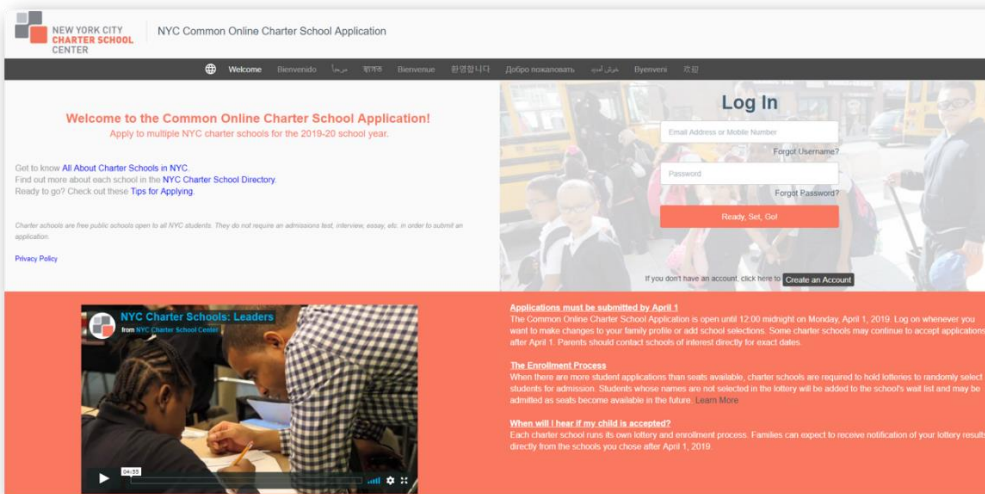 NEW YORK CITY
CHARTER SCHOOL
CENTER
NYC Common Online Charter School Application
Welcome Bienvenido مرحباً স্বাগত Bienvenue 환영합니다 Добро пожаловать خوش آمدید Byenveni 欢迎
Welcome to the Common Online Charter School Application!
Apply to multiple NYC charter schools for the 2019-20 school year.
Get to know All About Charter Schools in NYC.
Find out more about each school in the NYC Charter School Directory.
Ready to go? Check out these Tips for Applying.
Charter schools are free public schools open to all NYC students. They do not require an admissions test, interview, essay, etc. in order to submit an
application.
Privacy Policy
Log In
Email Address or Mobile Number
Forgot Username?
Password
Forgot Password?
Ready, Set, Go!
If you don't have an account, click here to Create an Account
NYC Charter Schools: Leaders
from NYC Charter School Center
04:35
Applications must be submitted by April 1
The Common Online Charter School Application is open until 12:00 midnight on Monday, April 1, 2019. Log on whenever you
want to make changes to your family profile or add school selections. Some charter schools may continue to accept applications
after April 1. Parents should contact schools of interest directly for exact dates.
The Enrollment Process
When there are more student applications than seats available, charter schools are required to hold lotteries to randomly select
students for admission. Students whose names are not selected in the lottery will be added to the school's wait list and may be
admitted as seats become available in the future. Learn More
When will I hear if my child is accepted?
Each charter school runs its own lottery and enrollment process. Families can expect to receive notification of your lottery results
directly from the schools you chose after April 1, 2019